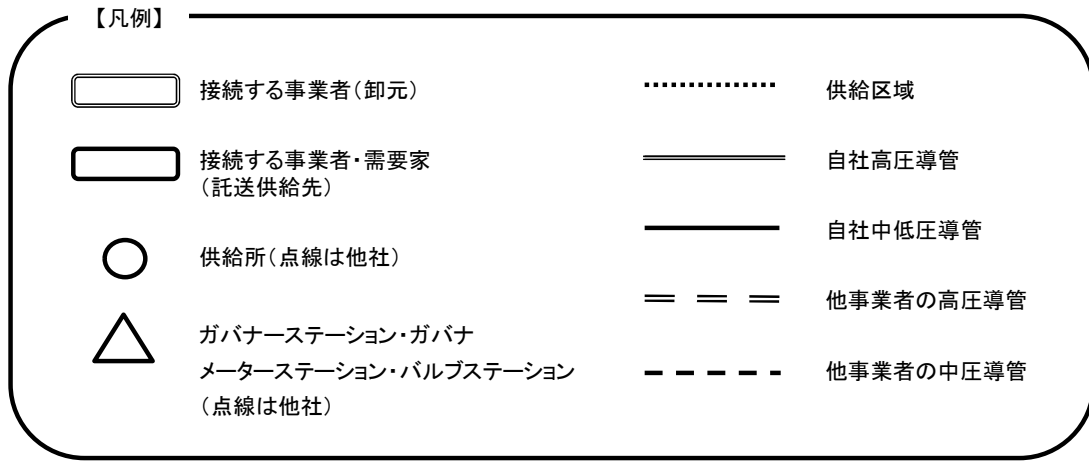 【凡例】
接続する事業者(卸元)
接続する事業者・需要家
(託送供給先)
供給所(点線は他社)
ガバナーステーション・ガバナ
メーターステーション・バルブステーション
(点線は他社)
供給区域
自社高圧導管
自社中低圧導管
他事業者の高圧導管
他事業者の中圧導管